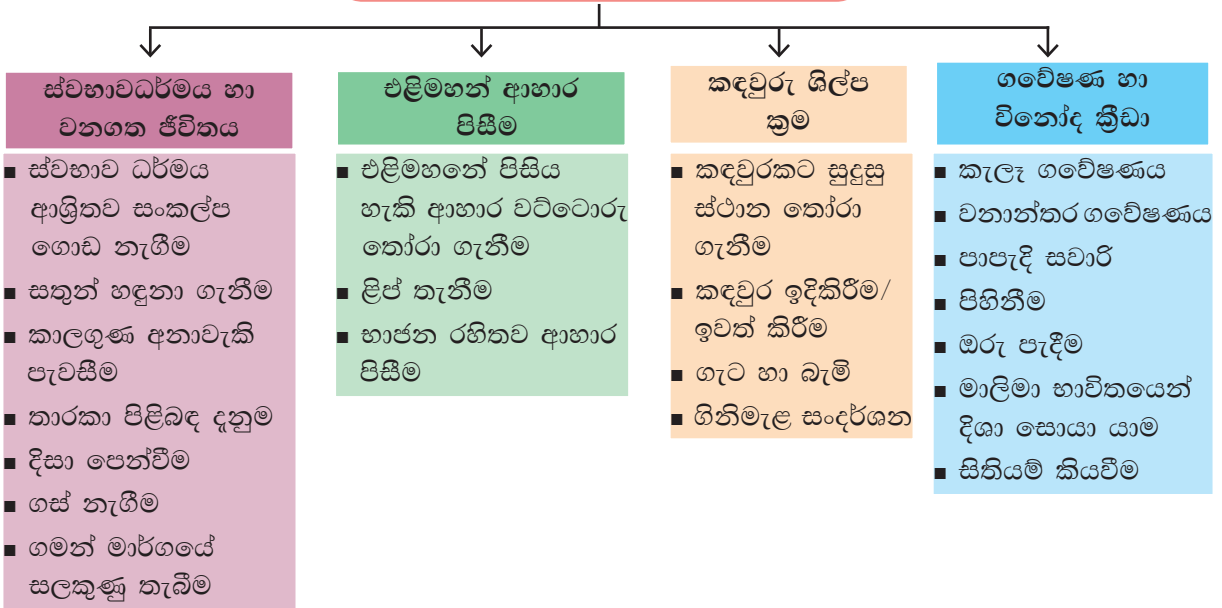 ස්වභාවධර්මය හා
වනගත ජීවිතය
■ ස්වභාව ධර්මය
ආශ්‍රිතව සංකල්ප
ගොඩ නැගීම
■ සතුන් හඳුනා ගැනීම
■ කාලගුණ අනාවැකි
පැවසීම
■ තාරකා පිළිබඳ දැනුම
■ දිසා පෙන්වීම
■ ගස් නැගීම
■ ගමන් මාර්ගයේ
සලකුණු තැබීම
එළිමහන් ආහාර
පිසීම
■ එළිමහනේ පිසිය
හැකි ආහාර වට්ටොරු
තෝරා ගැනීම
■ ළිප් තැනීම
■ භාජන රහිතව ආහාර
පිසීම
කඳවුරු ශිල්ප
ක්‍රම
■ කඳවුරකට සුදුසු
ස්ථාන තෝරා
ගැනීම
■ කඳවුර ඉදිකිරීම/
ඉවත් කිරීම
■ ගැට හා බැමි
■ ගිනිමැළ සංදර්ශන
ගවේෂණ හා
විනෝද ක්‍රීඩා
■ කැලෑ ගවේෂණය
■ වනාන්තර ගවේෂණය
■ පාපැදි සවාරි
■ පිහිනීම
■ ඔරු පැදීම
■ මාලිමා භාවිතයෙන්
දිශා සොයා යාම
■ සිතියම් කියවීම